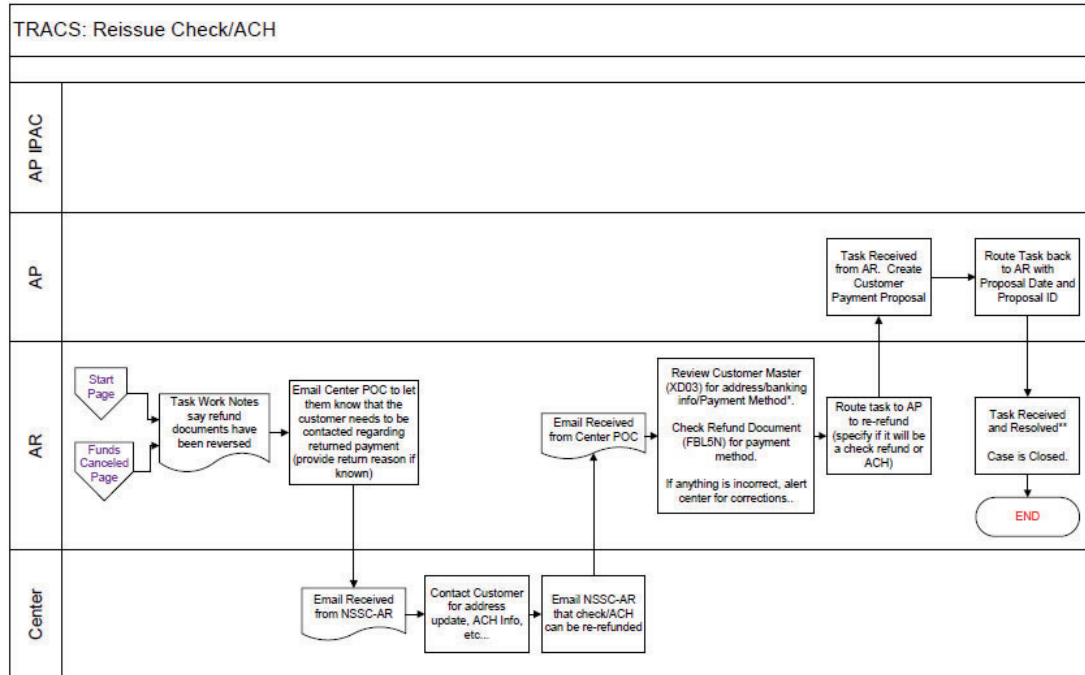 TRACS: Reissue Check/ACH
AP IPAC
AP
Task Received
from AR. Create
Customer
Payment Proposal
Route Task back
to AR with
Proposal Date and
Proposal ID
AR
Start
Page
Funds
Canceled
Page
Task Work Notes
say refund
documents have
been reversed
Email Center POC to let
them know that the
customer needs to be
contacted regarding
returned payment
(provide return reason if
known)
Email Received
from Center POC
Review Customer Master
(XD03) for address/banking
info/Payment Method*.
Check Refund Document
(FBL5N) for payment
method.
If anything is incorrect, alert
center for corrections..
Route task to AP
to re-refund
(specify if it will be
a check refund or
ACH)
Task Received
and Resolved**
Case is Closed.
END
Center
Email Received
from NSSC-AR
Contact Customer
for address
update, ACH Info,
etc...
Email NSSC-AR
that check/ACH
can be re-refunded